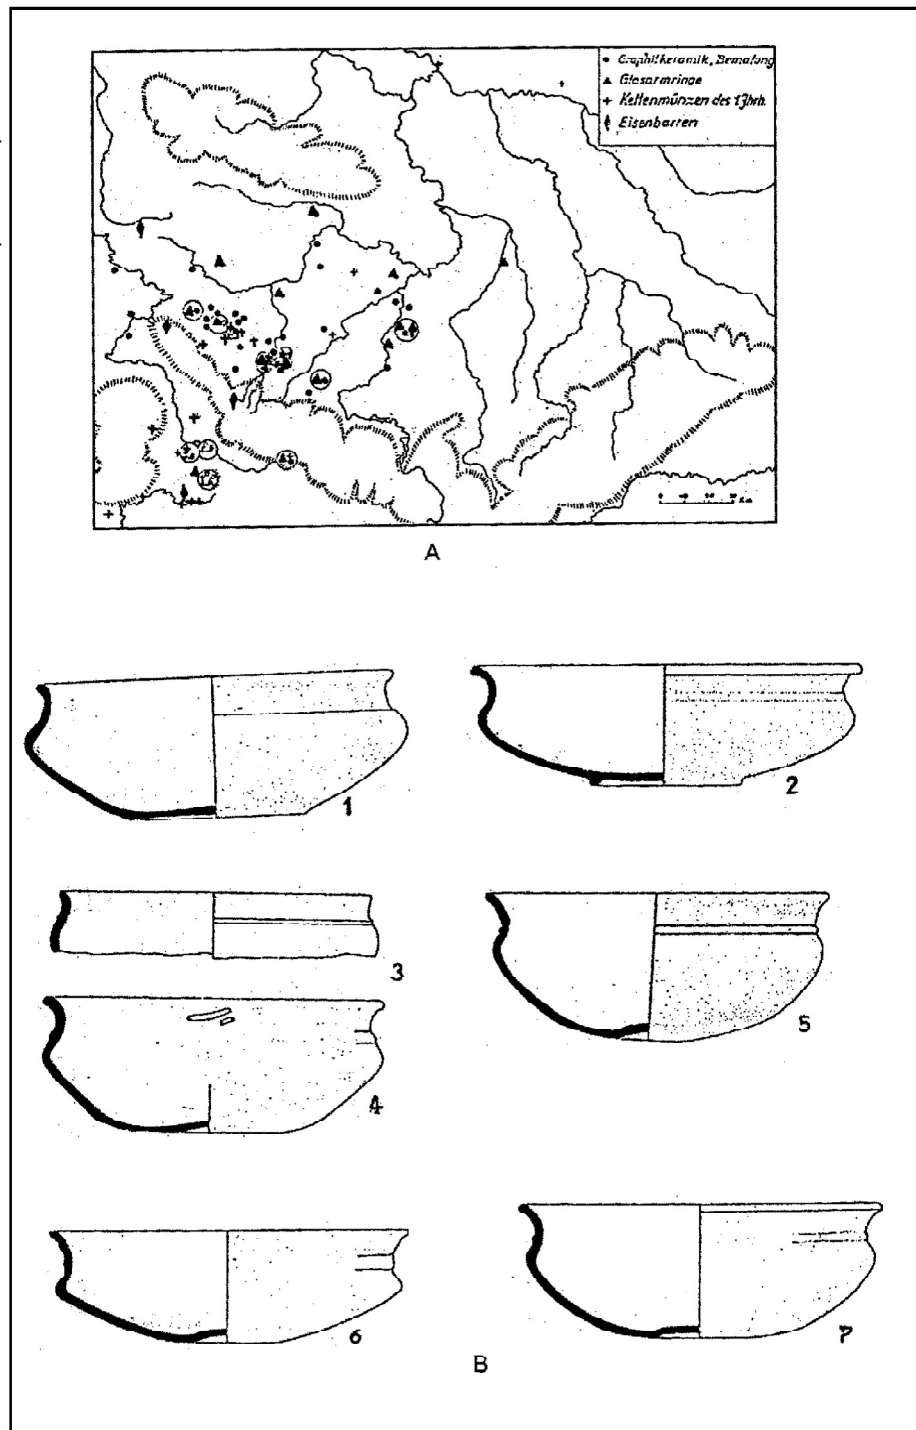 Graphitkeramik, Bemalung
Glasarmringe
Keltenmünzen des 1 Jhrh.
Eisenbarren
A
1
2
3
5
4
6
7
B